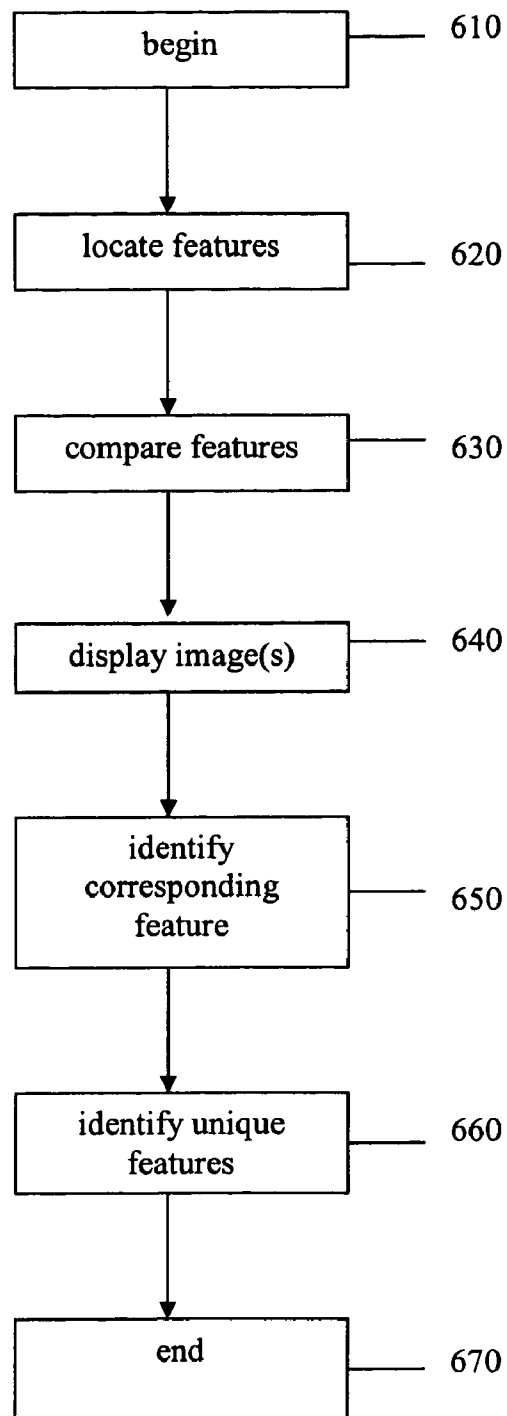 begin 610
locate features 620
compare features 630
display image(s) 640
identify
corresponding
feature 650
identify unique 660
features
end 670